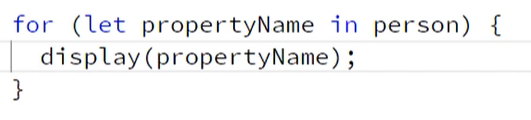 for (let propertyName in person) {
  display(propertyName);
}